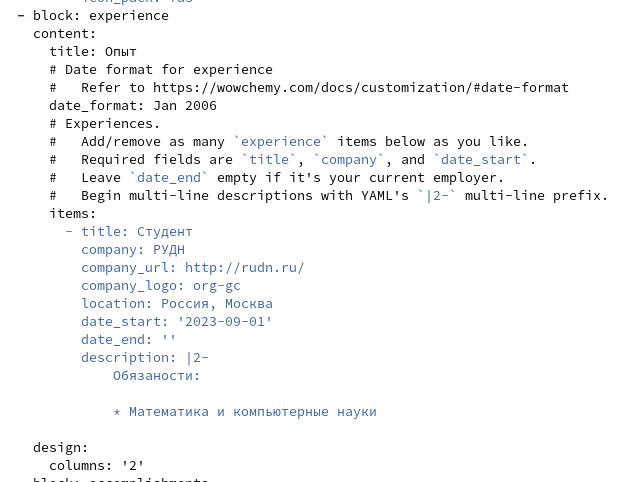 - block: experience
  content:
    title: Опыт
    # Date format for experience
    #   Refer to https://wowchemy.com/docs/customization/#date-format
    date_format: Jan 2006
    # Experiences.
    #   Add/remove as many `experience` items below as you like.
    #   Required fields are `title`, `company`, and `date_start`.
    #   Leave `date_end` empty if it's your current employer.
    #   Begin multi-line descriptions with YAML's `|2-` multi-line prefix.
    items:
      - title: Студент
        company: РУДН
        company_url: http://rudn.ru/
        company_logo: org-gc
        location: Россия, Москва
        date_start: '2023-09-01'
        date_end: ''
        description: |2-
            Обязаности:

            * Математика и компьютерные науки

  design:
    columns: '2'